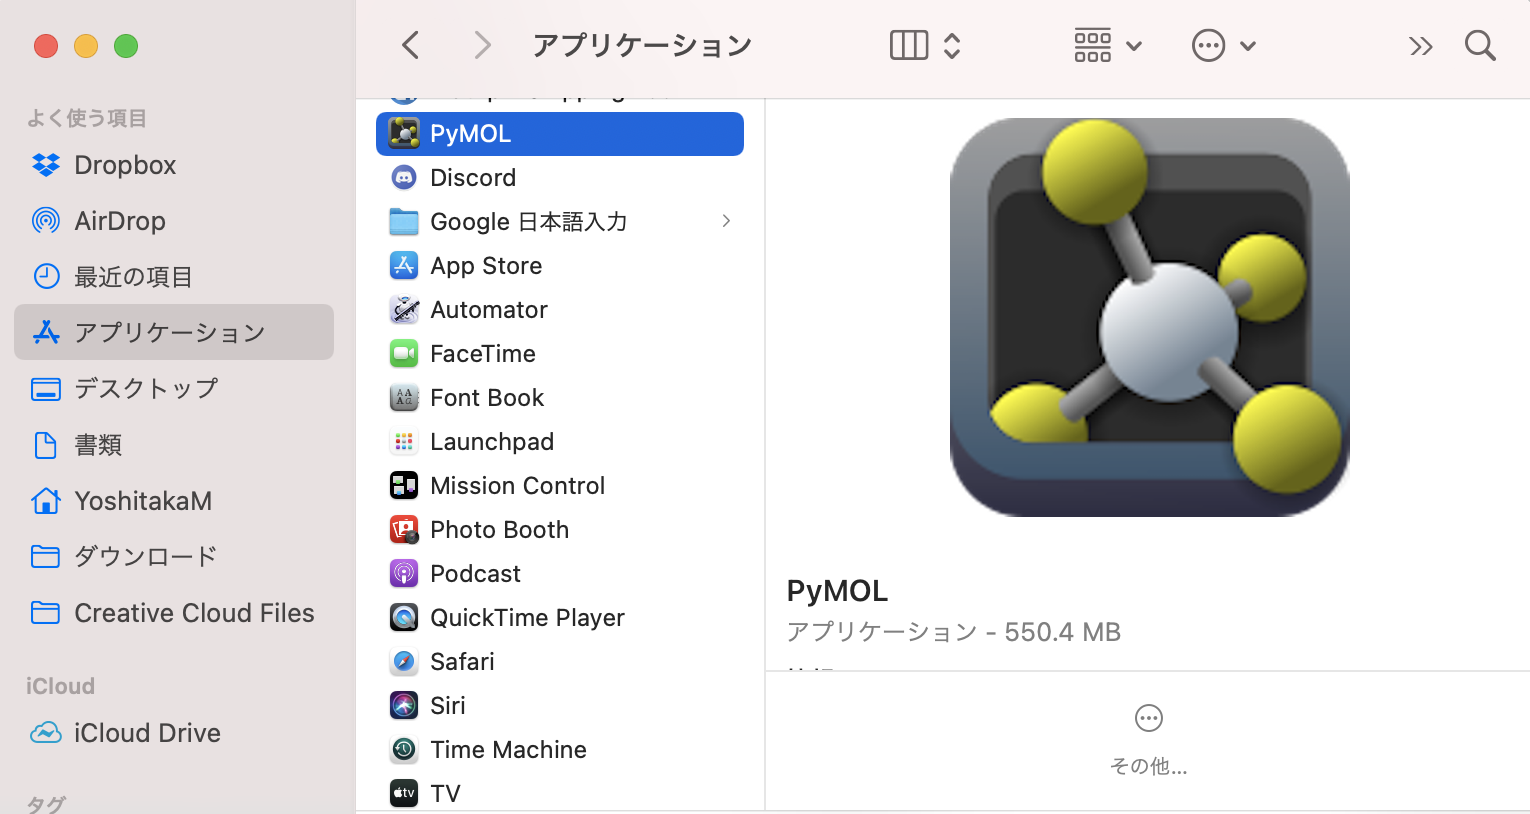 アプリケーション
よく使う項目
Dropbox
AirDrop
最近の項目
アプリケーション
デスクトップ
書類
YoshitakaM
ダウンロード
Creative Cloud Files
iCloud
iCloud Drive
タグ
PyMOL
Discord
Google 日本語入力
App Store
Automator
FaceTime
Font Book
Launchpad
Mission Control
Photo Booth
Podcast
QuickTime Player
Safari
Siri
Time Machine
TV
PyMOL
アプリケーション - 550.4 MB
その他...